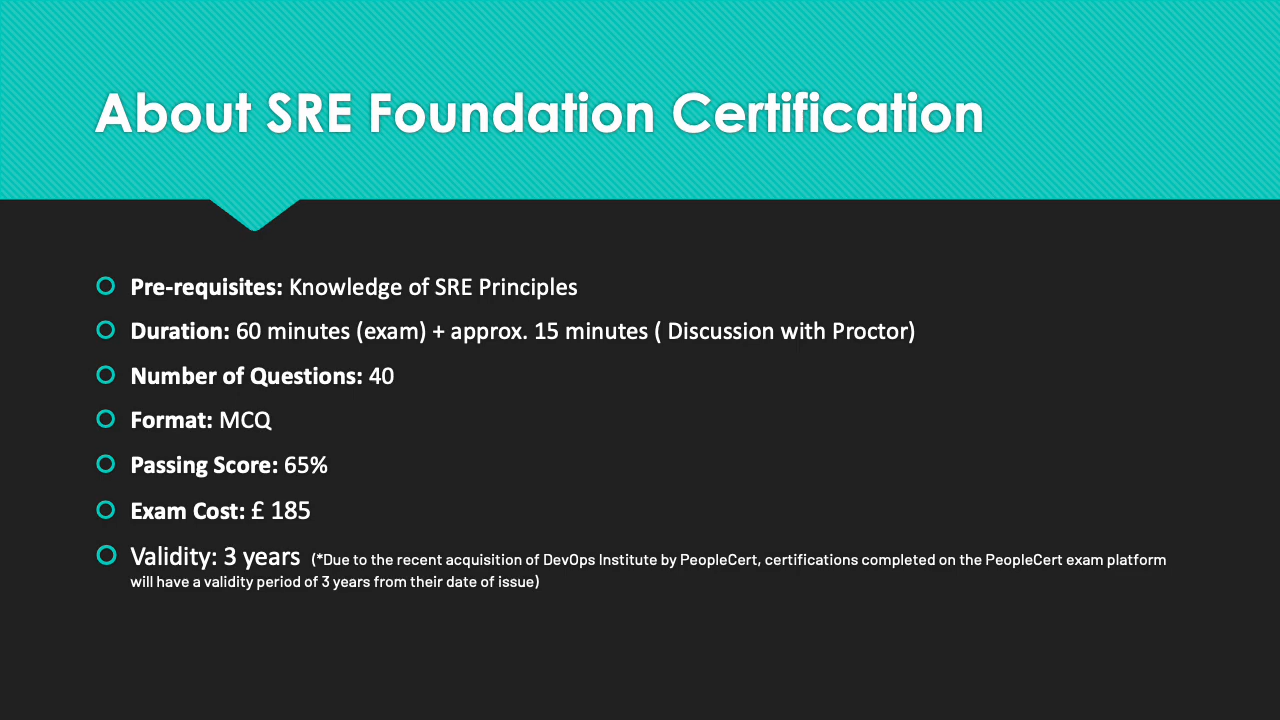 About SRE Foundation Certification
Pre-requisites: Knowledge of SRE Principles
Duration: 60 minutes (exam) + approx. 15 minutes ( Discussion with Proctor)
Number of Questions: 40
Format: MCQ
Passing Score: 65%
Exam Cost: £ 185
Validity: 3 years (*Due to the recent acquisition of DevOps Institute by PeopleCert, certifications completed on the PeopleCert exam platform
will have a validity period of 3 years from their date of issue)